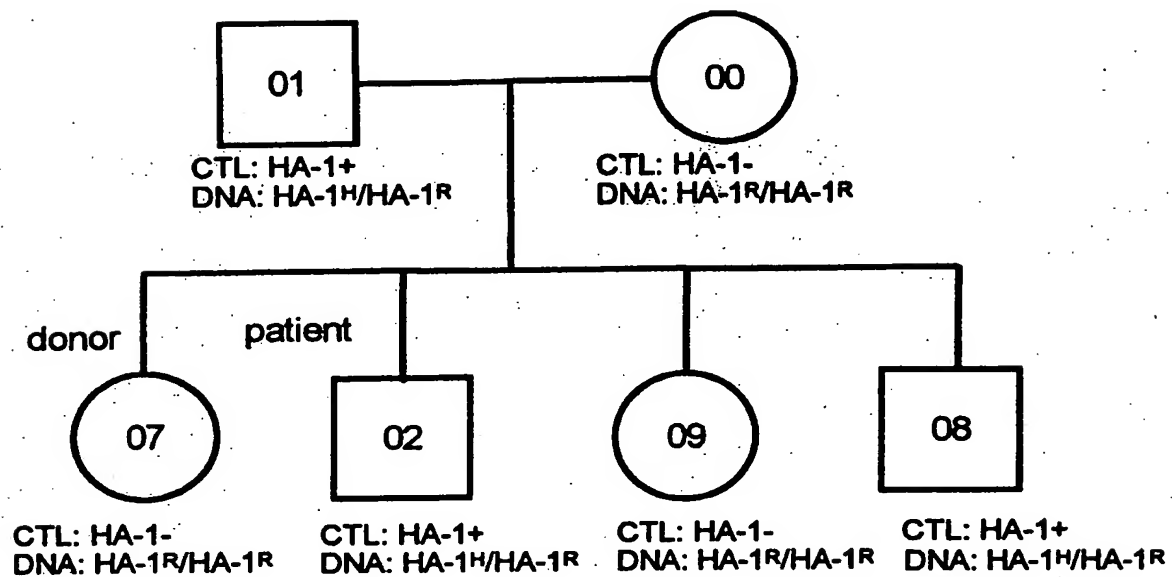 01
00
CTL: HA-1+
DNA: HA-1ᴴ/HA-1ᴿ
CTL: HA-1-
DNA: HA-1ᴿ/HA-1ᴿ
donor
patient
07
02
09
08
CTL: HA-1-
DNA: HA-1ᴿ/HA-1ᴿ
CTL: HA-1+
DNA: HA-1ᴴ/HA-1ᴿ
CTL: HA-1-
DNA: HA-1ᴿ/HA-1ᴿ
CTL: HA-1+
DNA: HA-1ᴴ/HA-1ᴿ